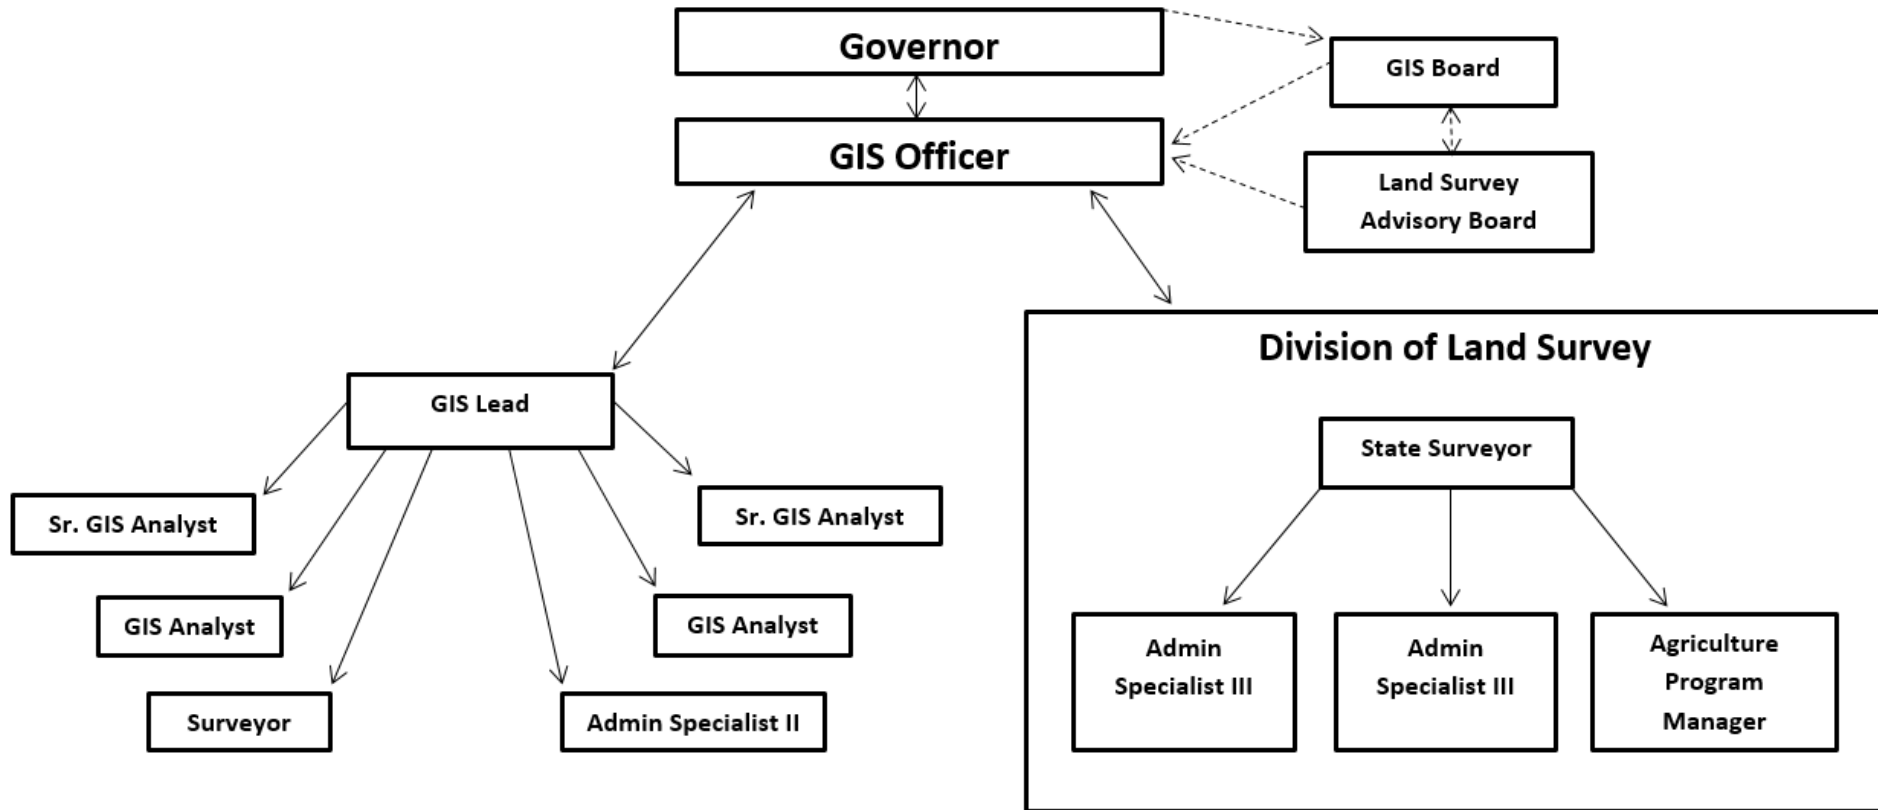 Governor
GIS Board
GIS Officer
Land Survey
Advisory Board
Division of Land Survey
GIS Lead
State Surveyor
Sr. GIS Analyst
Sr. GIS Analyst
GIS Analyst
GIS Analyst
Surveyor
Admin Specialist II
Admin
Specialist III
Admin
Specialist III
Agriculture
Program
Manager